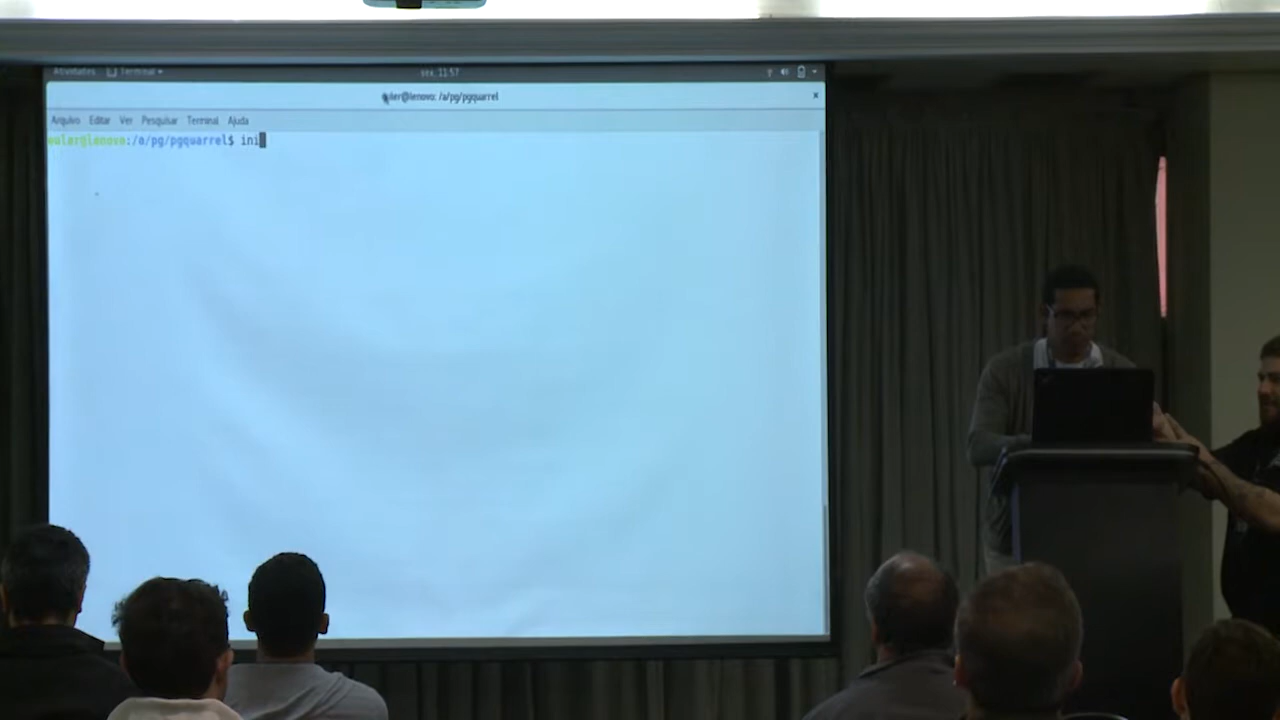 Atividades Terminal sex, 11:57
euler@lenovo: /a/pg/pgquarrel
Arquivo Editar Ver Pesquisar Terminal Ajuda
euler@lenovo:/a/pg/pgquarrel$ ini